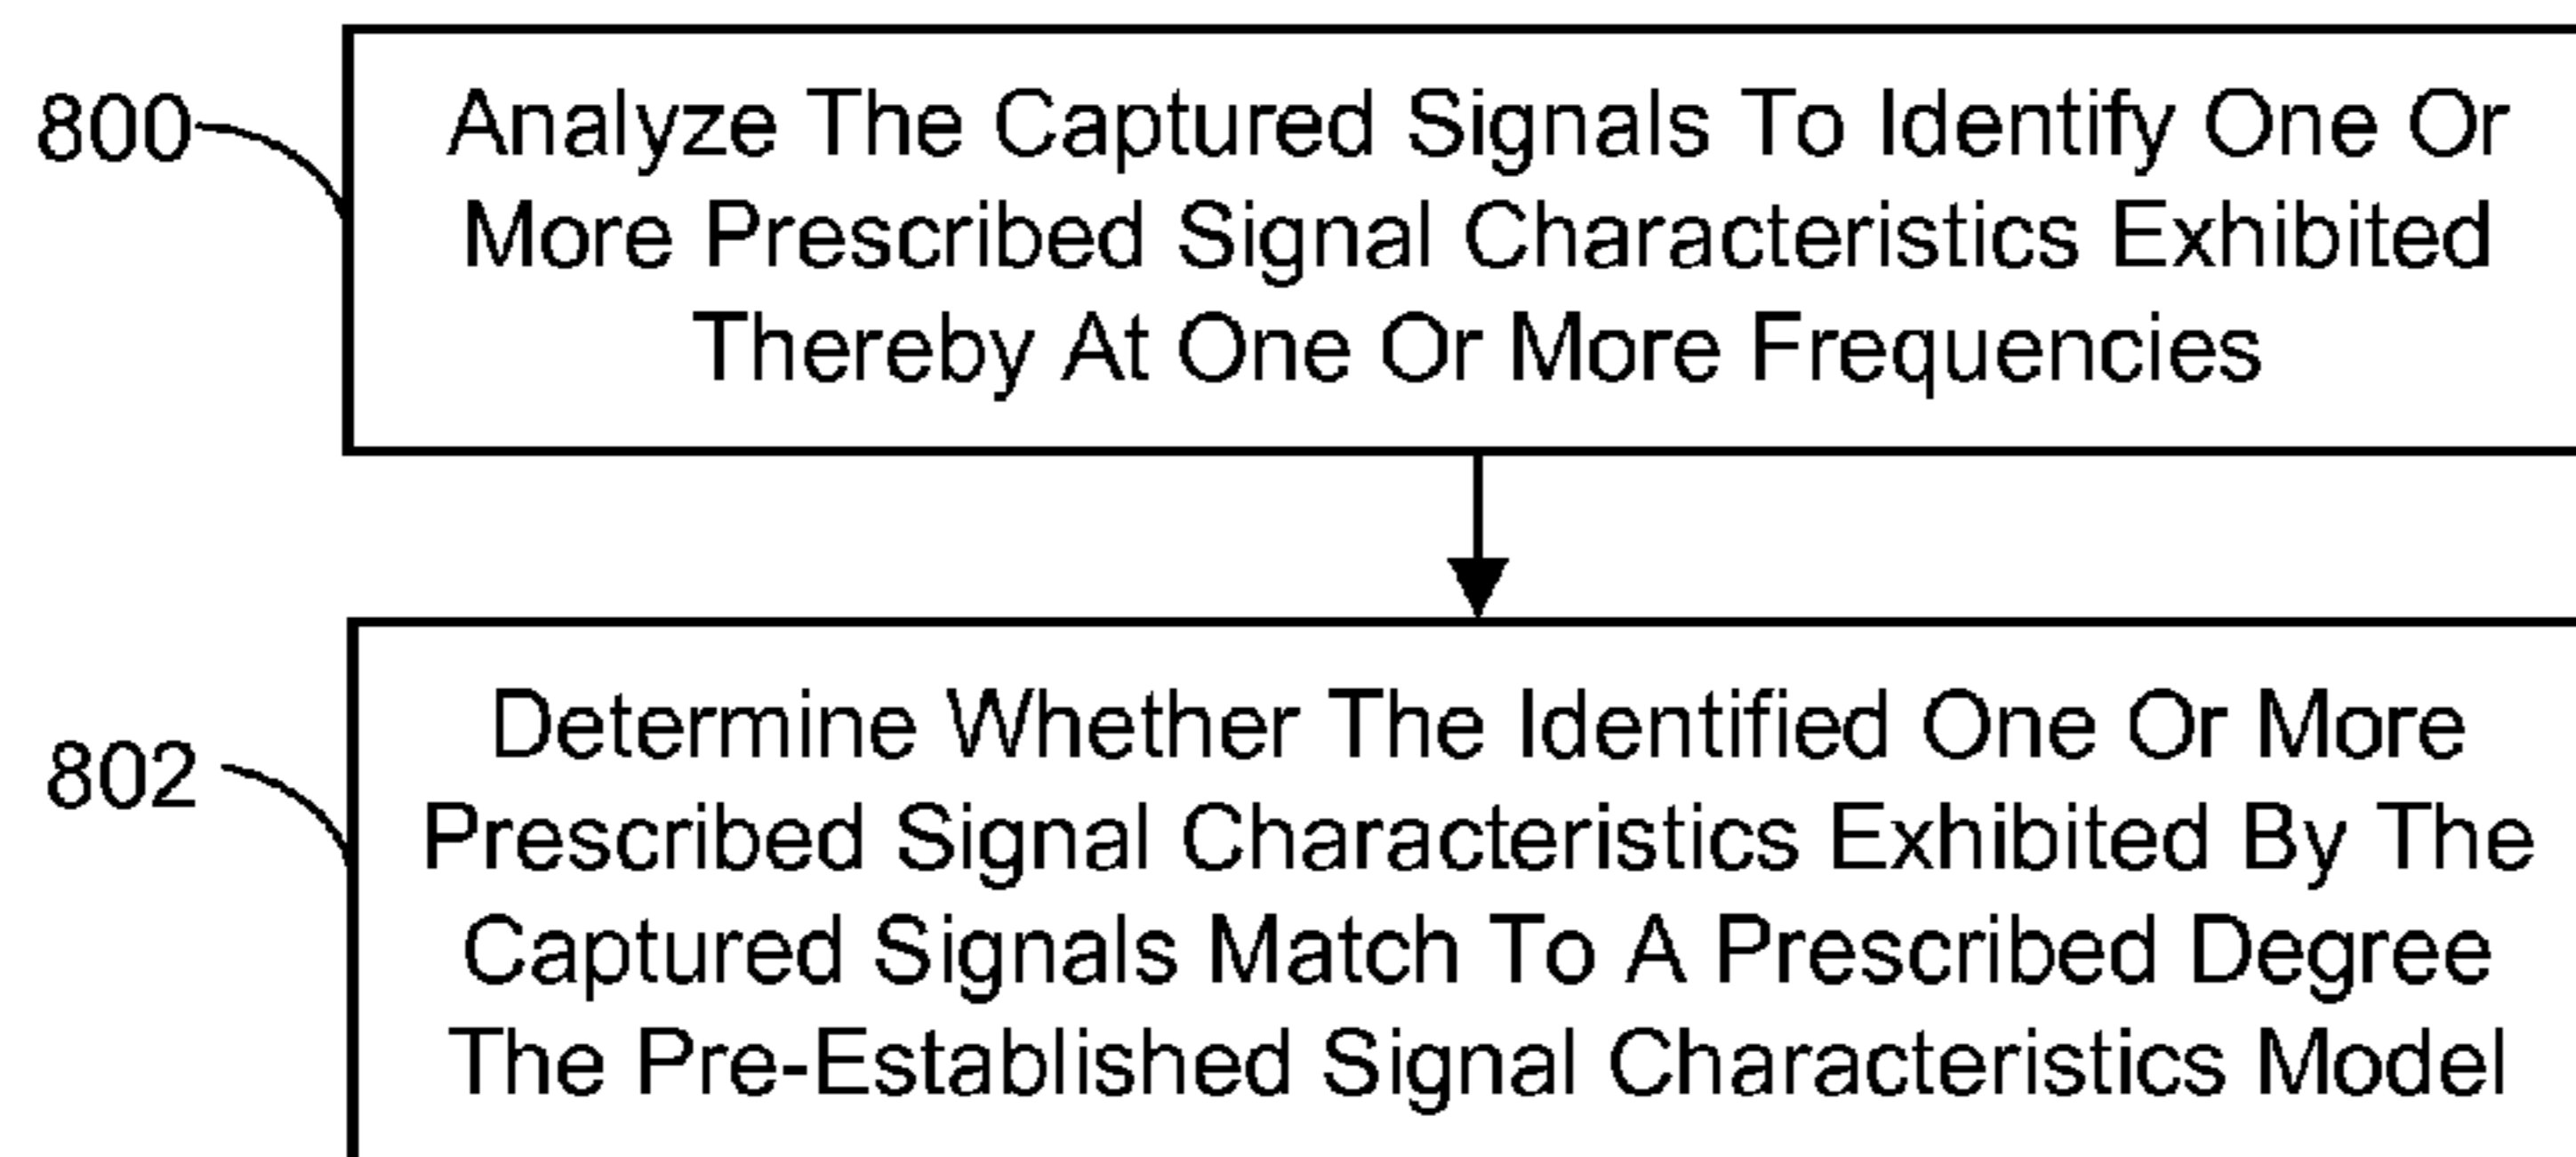 800
Analyze The Captured Signals To Identify One Or
More Prescribed Signal Characteristics Exhibited
Thereby At One Or More Frequencies
802
Determine Whether The Identified One Or More
Prescribed Signal Characteristics Exhibited By The
Captured Signals Match To A Prescribed Degree
The Pre-Established Signal Characteristics Model